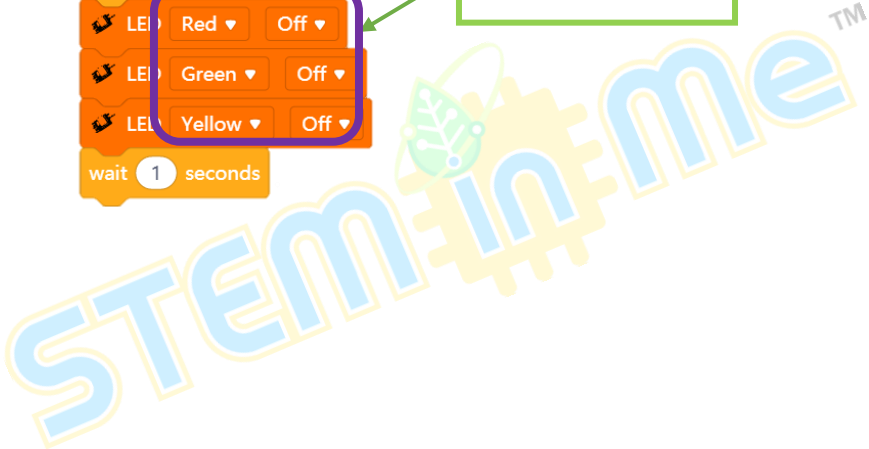 LED Red Off
LED Green Off
LED Yellow Off
wait 1 seconds
STEM in Me TM